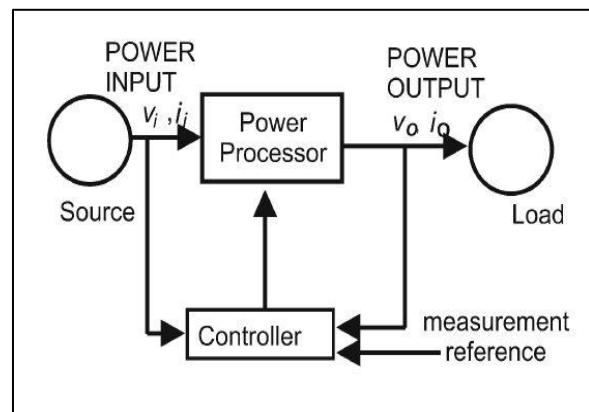 POWER
INPUT
POWER
OUTPUT
vi ,ii
Power
Processor
vo io
Source
Load
Controller
measurement
reference